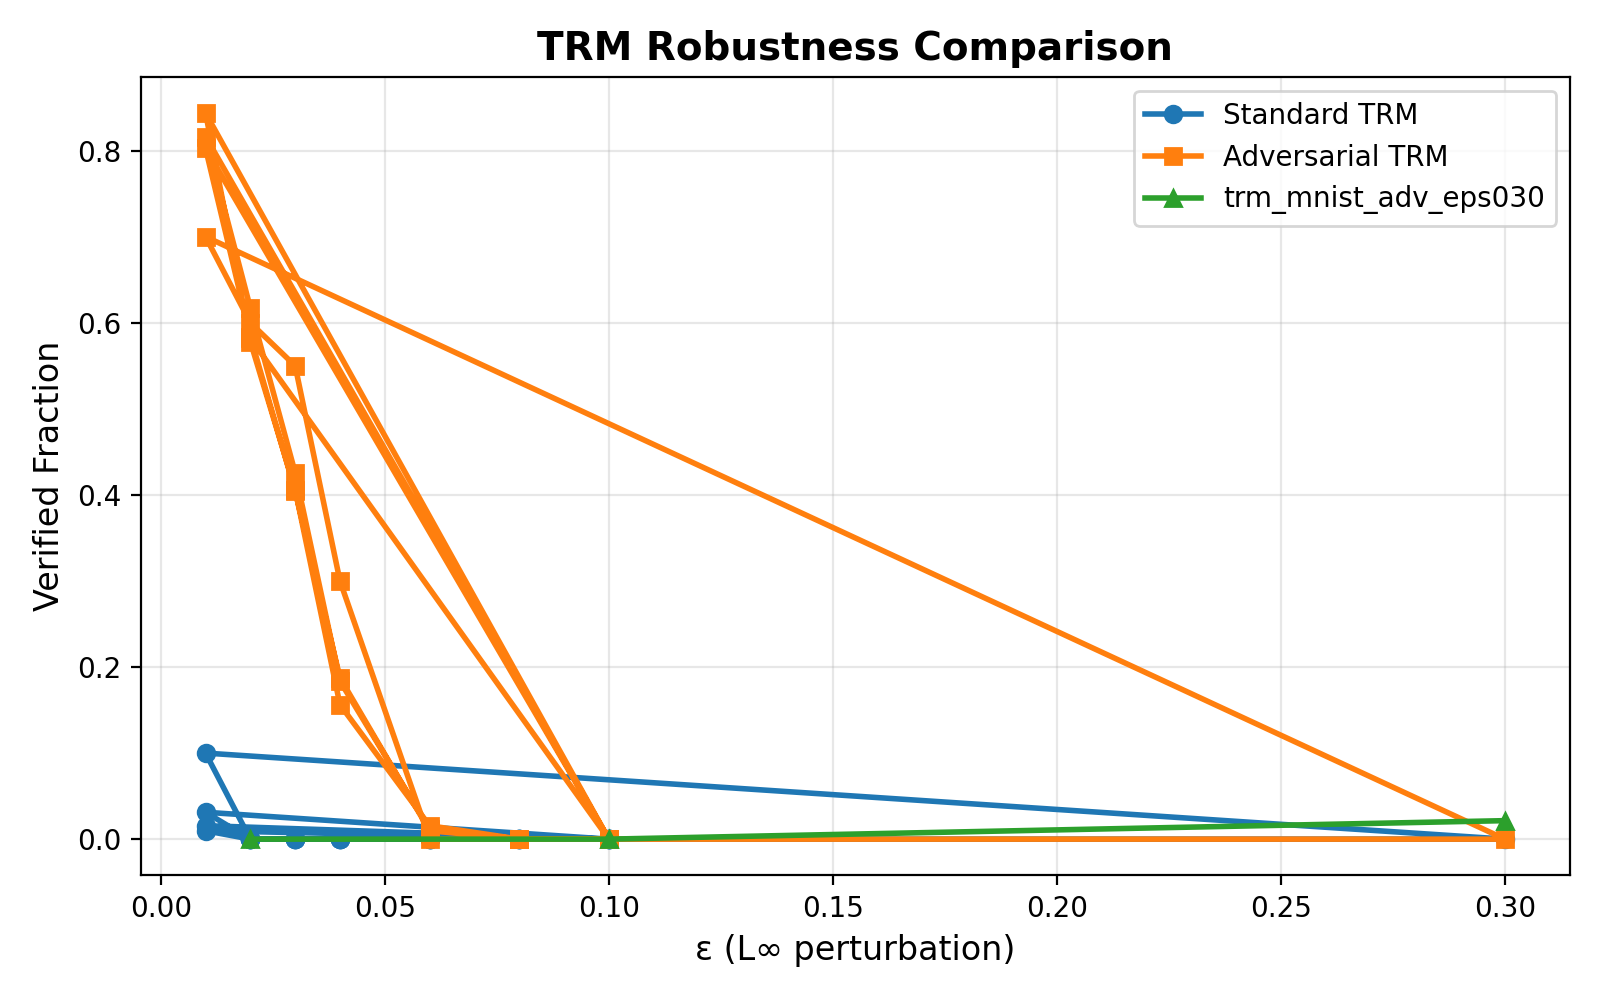 TRM Robustness Comparison
Standard TRM
Adversarial TRM
trm_mnist_adv_eps030
Verified Fraction
0.8
0.6
0.4
0.2
0.0
0.00 0.05 0.10 0.15 0.20 0.25 0.30
ε (L∞ perturbation)